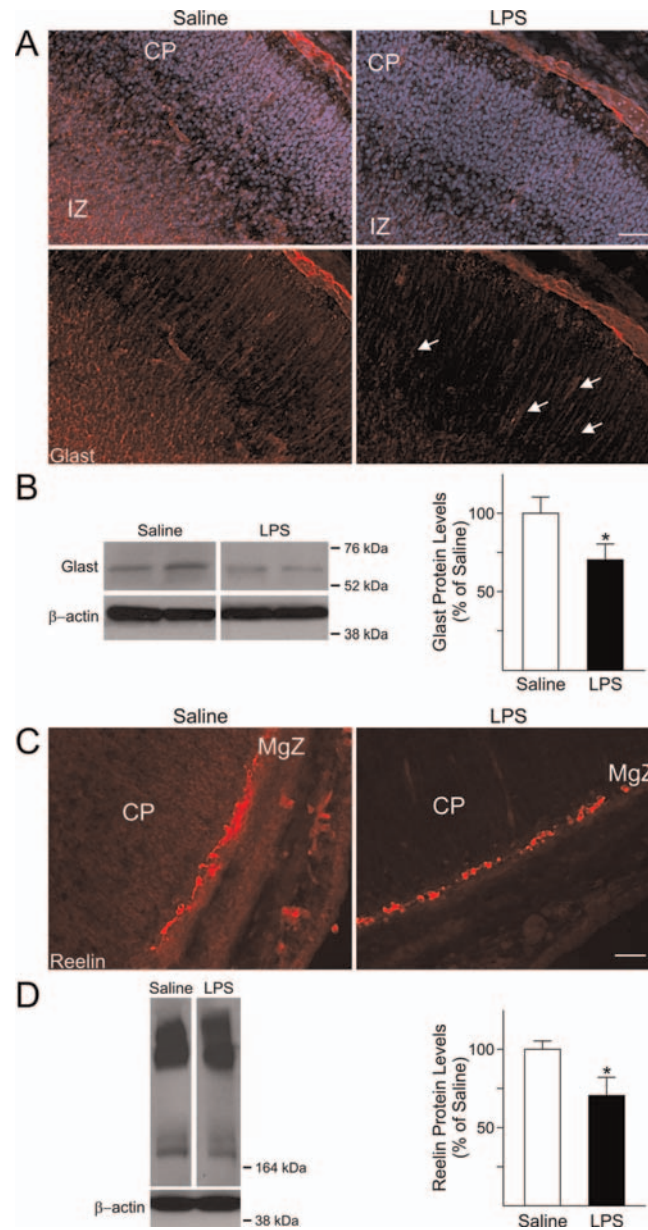 Saline LPS
A
CP CP
IZ IZ
Glast
B
Saline LPS
Glast
β–actin
76 kDa
52 kDa
38 kDa
Glast Protein Levels
(% of Saline)
100
75
*
Saline LPS
Saline LPS
C
MgZ MgZ
CP CP
Reelin
D
Saline LPS
164 kDa
β–actin
38 kDa
Reelin Protein Levels
(% of Saline)
100
75
*
Saline LPS